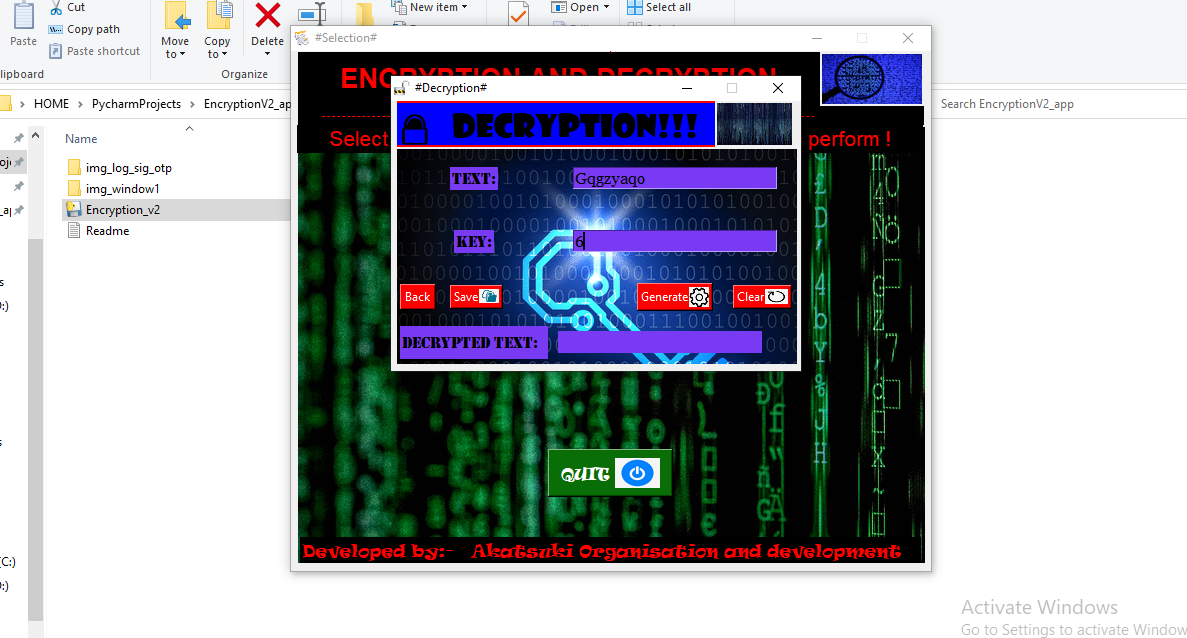 Cut
New item
Open
Select all
Copy path
Paste
Paste shortcut
Move to
Copy to
Delete
lipboard
Organize
#Selection#
HOME
PycharmProjects
EncryptionV2_ap
Search EncryptionV2_app
ENCRYPTION AND DECRYPTION
Select
perform !
#Decryption#
DECRYPTION!!!
TEXT:
Gqgzyaqo
KEY:
6
Back
Save
Generate
Clear
DECRYPTED TEXT:
Name
img_log_sig_otp
img_window1
Encryption_v2
Readme
QUIT
Developed by:- Akatsuki Organisation and development
Activate Windows
Go to Settings to activate Window